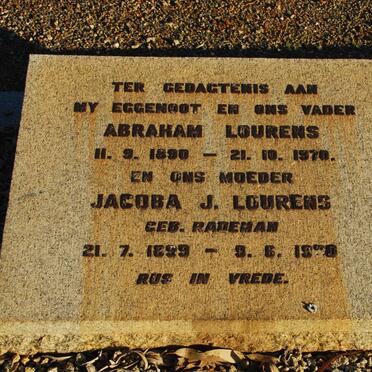 TER GEDAGTENIS AAN
MY EGGENOOT EN ONS VADER
ABRAHAM LOURENS
11. 9. 1890 — 21. 10. 1970.
EN ONS MOEDER
JACOBA J. LOURENS
GEB. RADEMAN
21. 7. 1899 — 9. 6.
RUS IN VREDE.